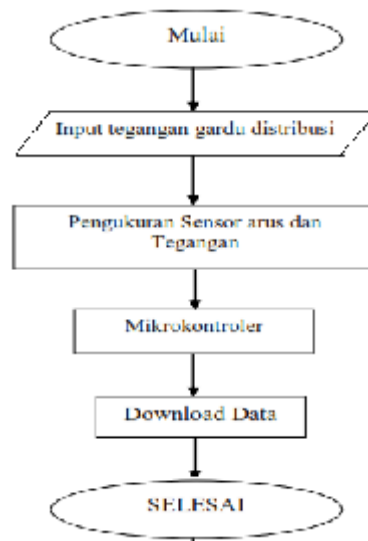 Mulai
Input tegangan gardu distribusi
Pengukuran Sensor arus dan
Tegangan
Mikrokontroler
Download Data
SELESAI